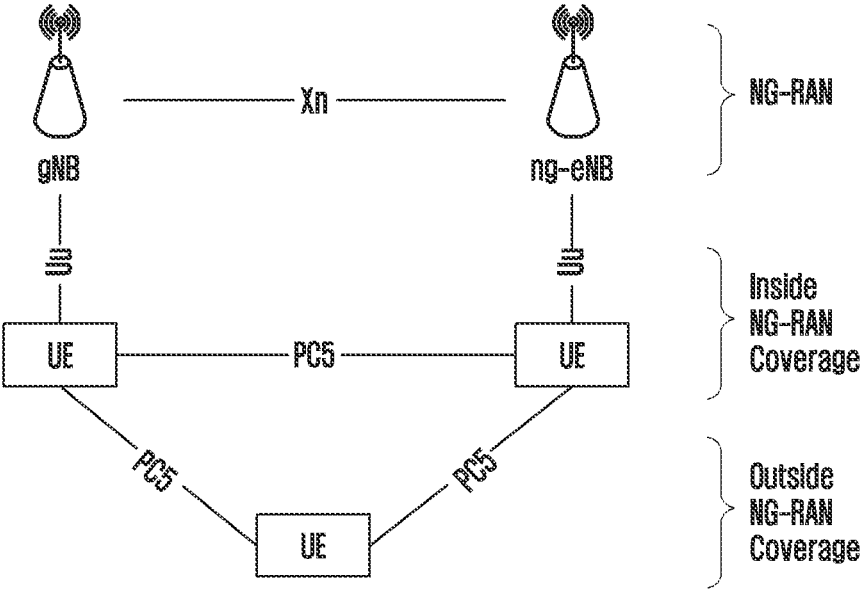 Xn
NG-RAN
gNB
ng-eNB
Uu
Uu
Inside
NG-RAN
Coverage
UE
PC5
UE
PC5
PC5
Outside
NG-RAN
Coverage
UE